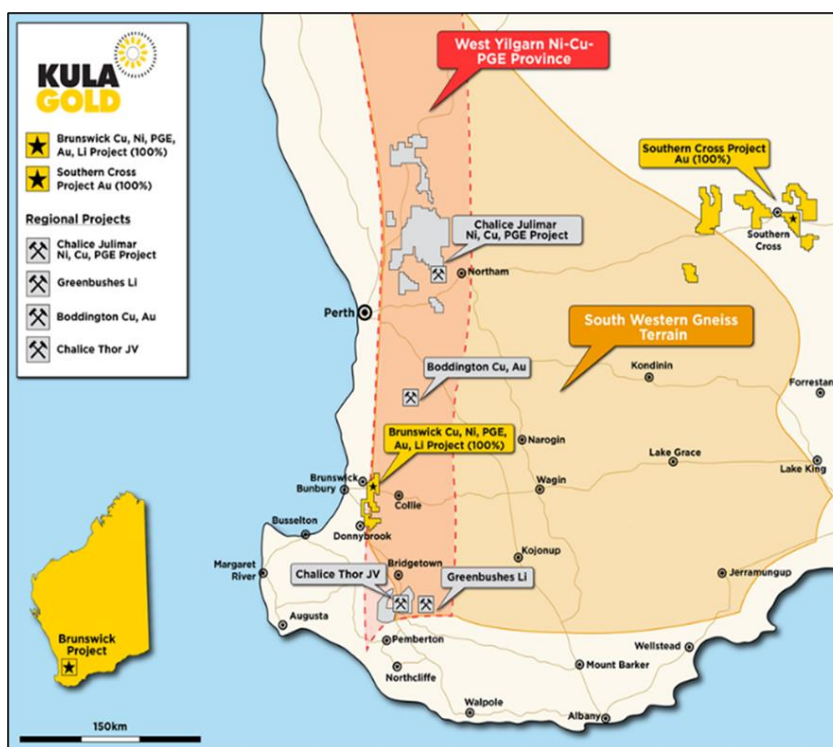 KULA
GOLD
Brunswick Cu, Ni, PGE,
Au, Li Project (100%)
Southern Cross
Project Au (100%)
Regional Projects
Chalice Julimar
Ni, Cu, PGE Project
Greenbushes Li
Boddington Cu, Au
Chalice Thor JV
West Yilgarn Ni-Cu-
PGE Province
Southern Cross Project
Au (100%)
Southern
Cross
Chalice Julimar
Ni, Cu, PGE Project
Northam
Perth
South Western Gneiss
Terrain
Boddington Cu, Au
Kondinin
Forrestan
Brunswick Cu, Ni, PGE,
Au, Li Project (100%)
Narogin
Lake Grace
Lake King
Brunswick
Bunbury
Collie
Wagin
Busselton
Donnybrook
Margaret
River
Bridgetown
Kojonup
Jerramungup
Chalice Thor JV
Greenbushes Li
Augusta
Pemberton
Wellstead
Northcliffe
Mount Barker
Walpole
Albany
Brunswick
Project
150km